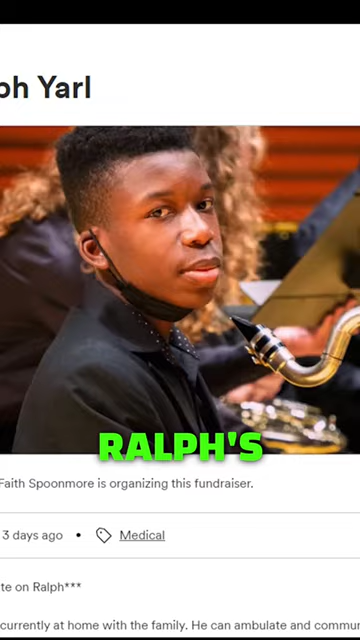 ph Yarl
RALPH'S
Faith Spoonmore is organizing this fundraiser.
3 days ago • Medical
te on Ralph***
currently at home with the family. He can ambulate and commu